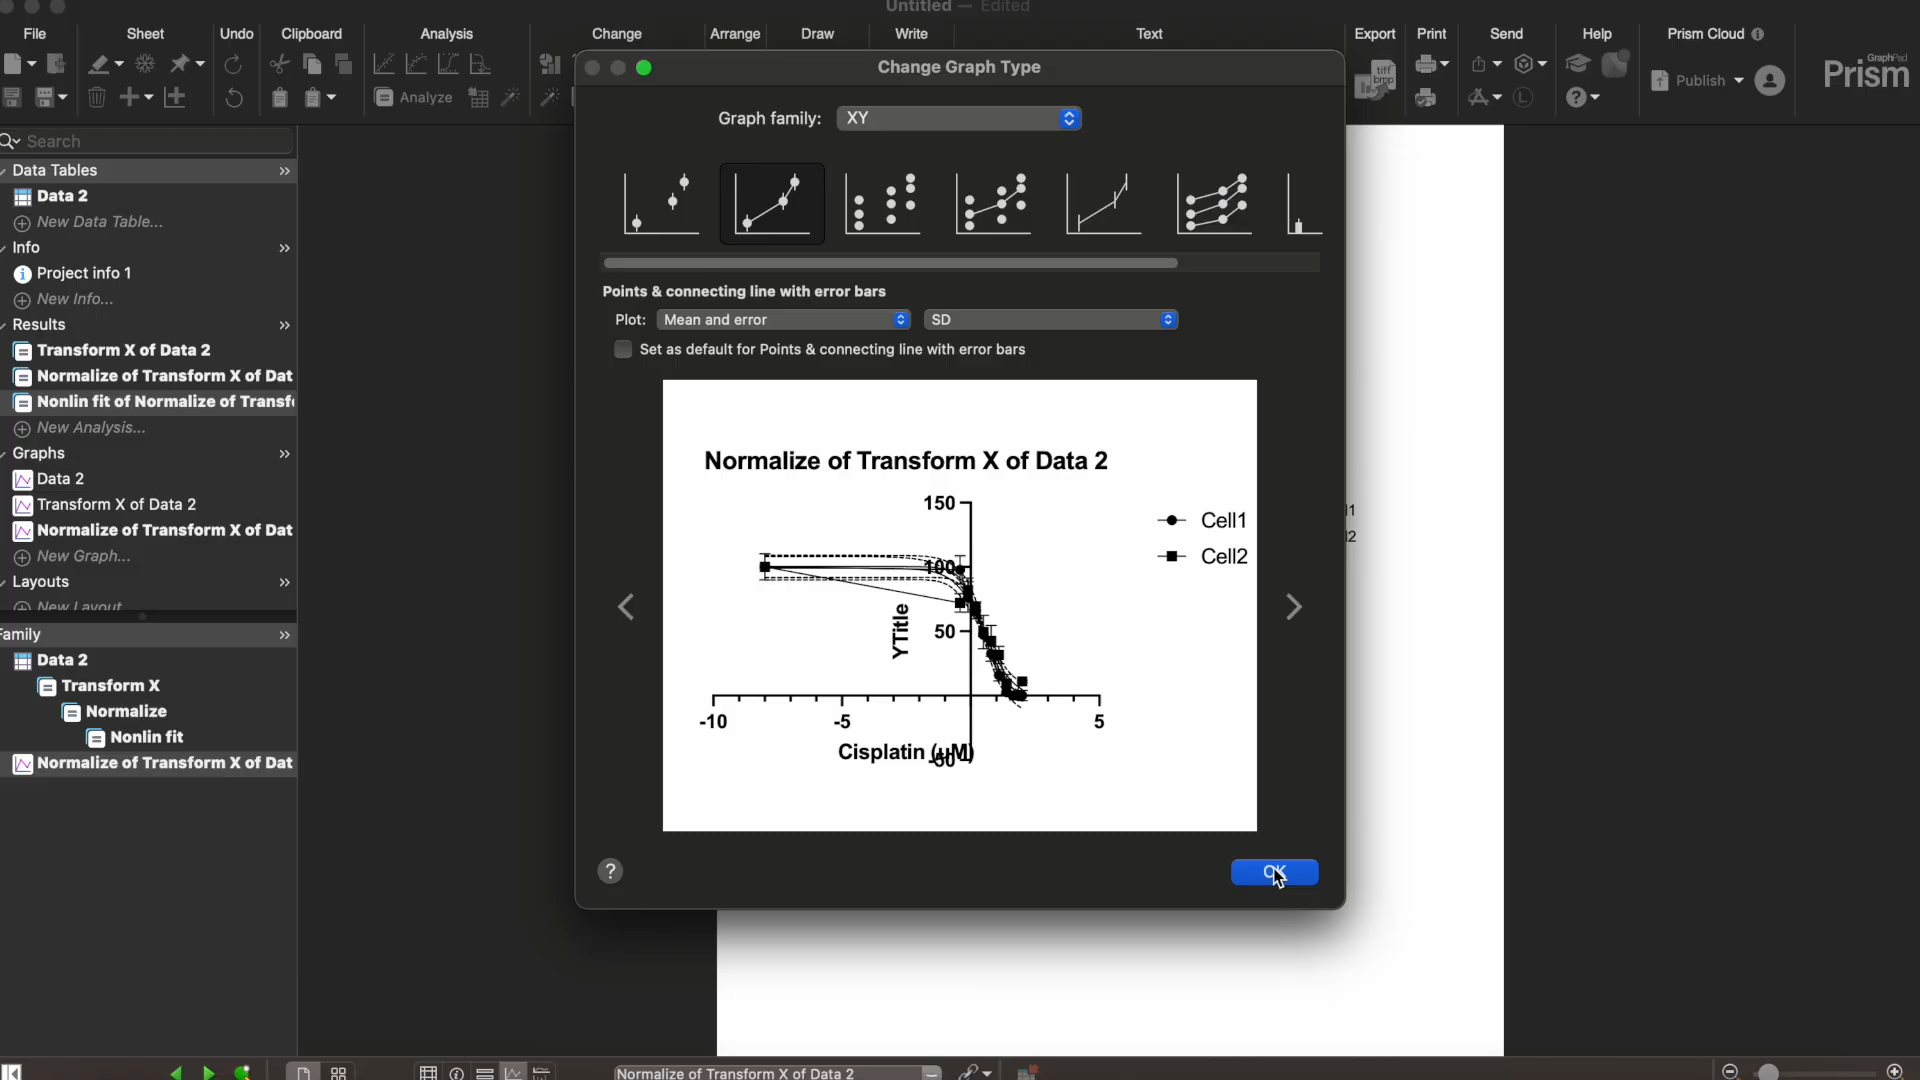 Untitled — Edited
File
Sheet
Undo
Clipboard
Analysis
Change
Arrange
Draw
Write
Text
Export
Print
Send
Help
Prism Cloud
Analyze
tiff
Publish
GraphPad
Prism
Search
Data Tables
Data 2
New Data Table...
Info
Project info 1
New Info...
Results
Transform X of Data 2
Normalize of Transform X of Dat
Nonlin fit of Normalize of Transf
New Analysis...
Graphs
Data 2
Transform X of Data 2
Normalize of Transform X of Dat
New Graph...
Layouts
New Layout
Family
Data 2
Transform X
Normalize
Nonlin fit
Normalize of Transform X of Dat
Change Graph Type
Graph family: XY
Points & connecting line with error bars
Plot: Mean and error SD
Set as default for Points & connecting line with error bars
Normalize of Transform X of Data 2
150
100
50
-50
YTitle
-10 -5 5
Cisplatin (μM)
Cell1
Cell2
? OK
l1
l2
Normalize of Transform X of Data 2